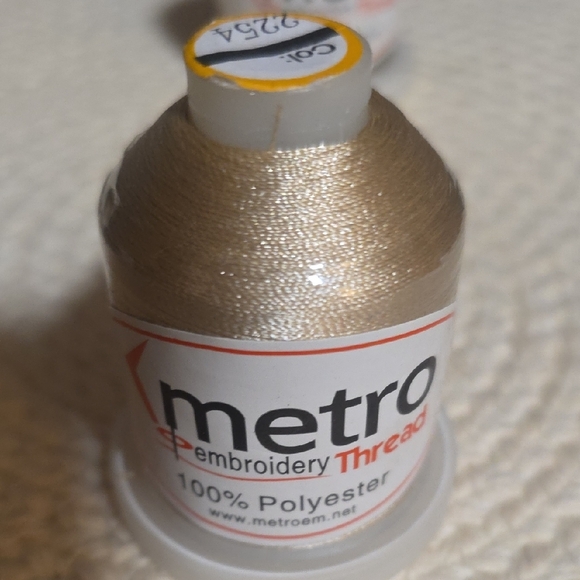 Col:
2254
metro
embroidery Thread
100% Polyester
www.metroem.net